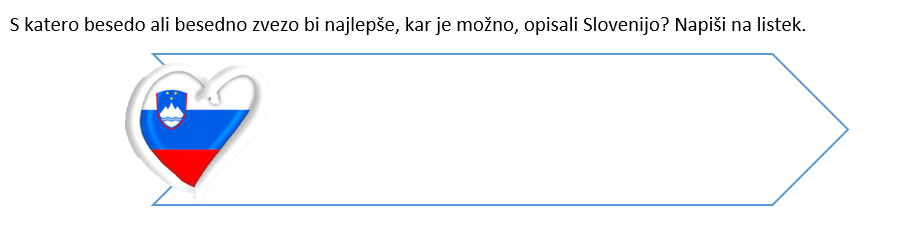 S katero besedo ali besedno zvezo bi najlepše, kar je možno, opisali Slovenijo? Napiši na listek.